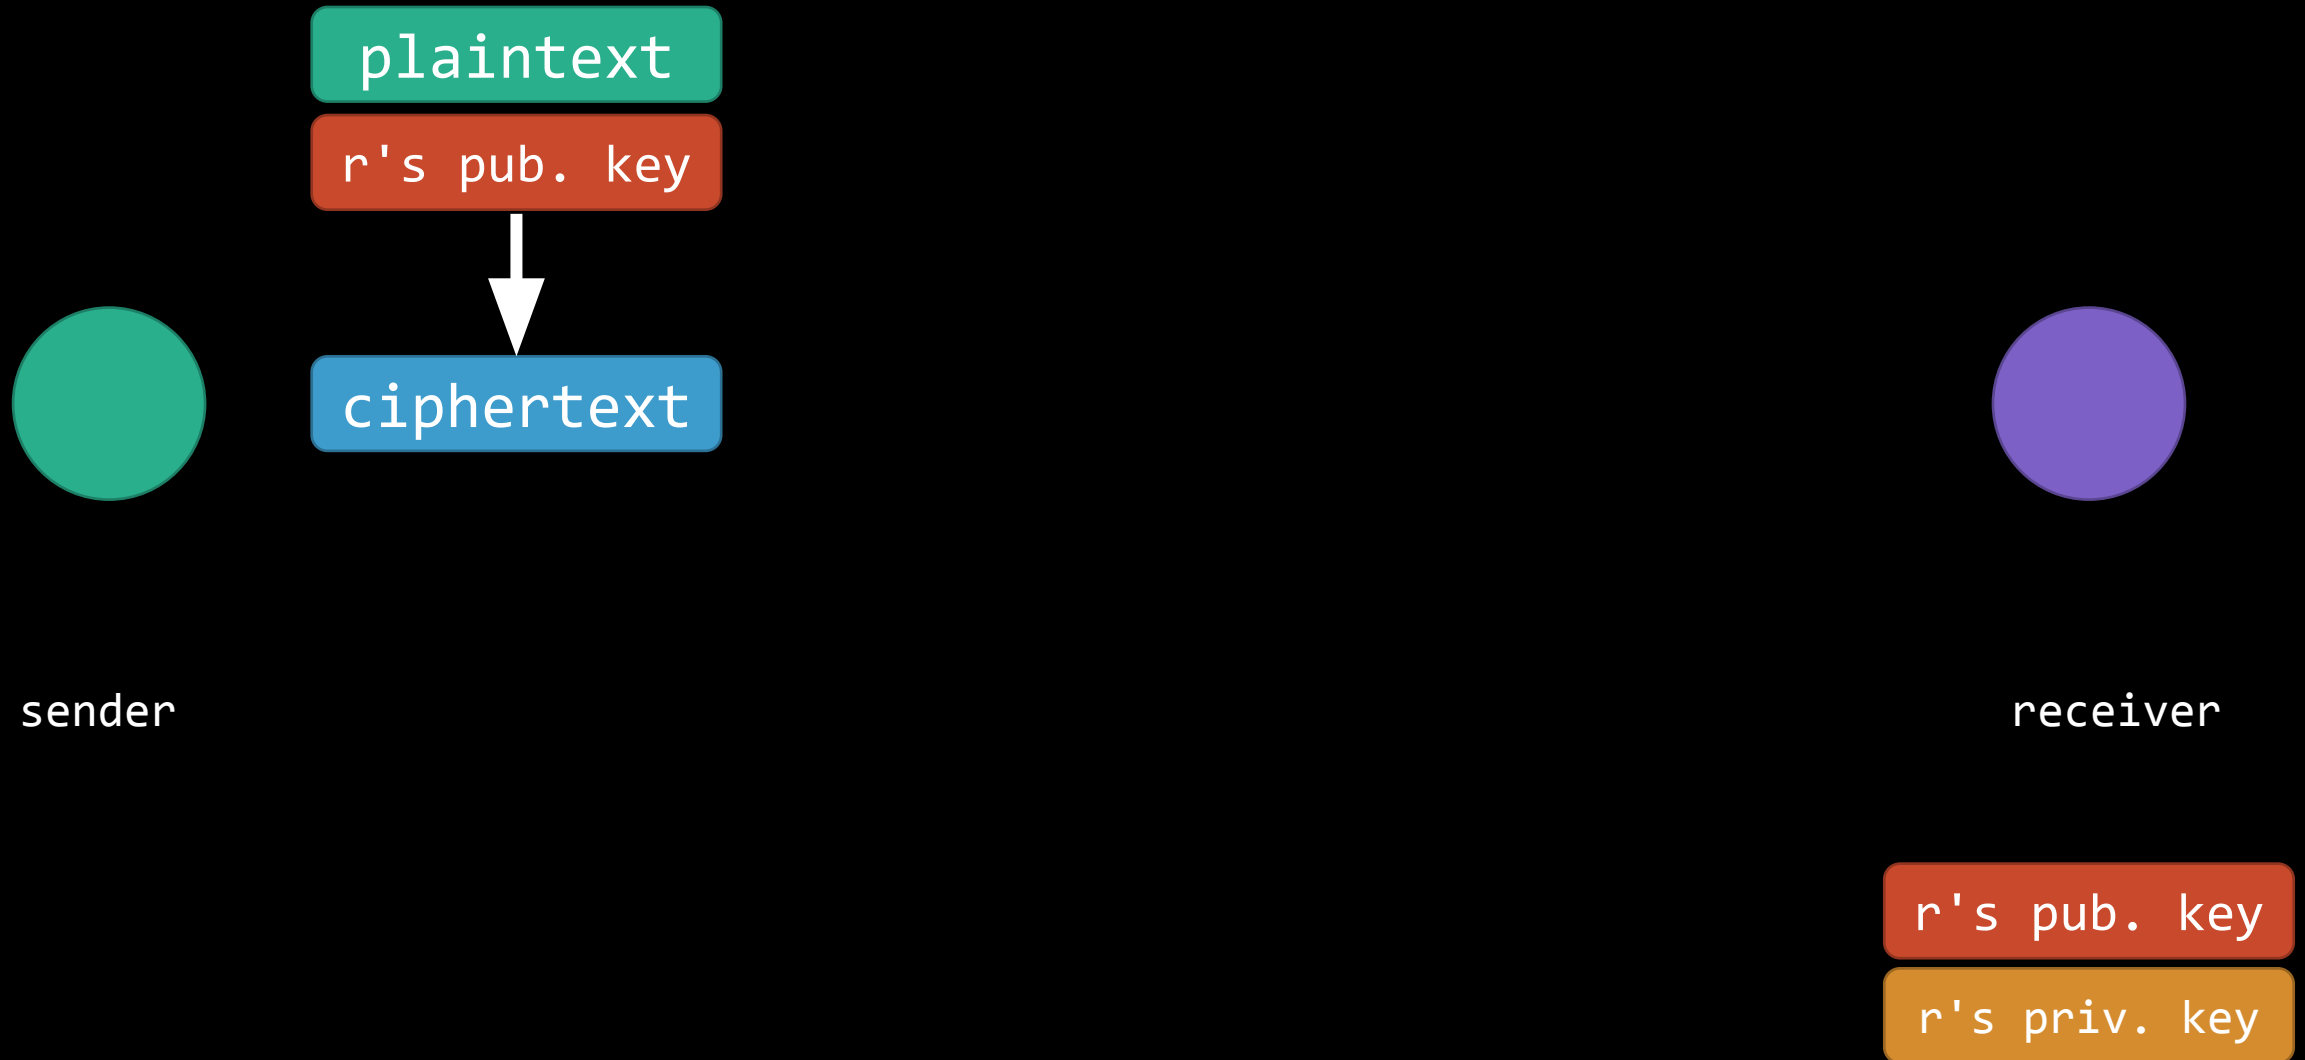 plaintext
r's pub. key
ciphertext
sender
receiver
r's pub. key
r's priv. key